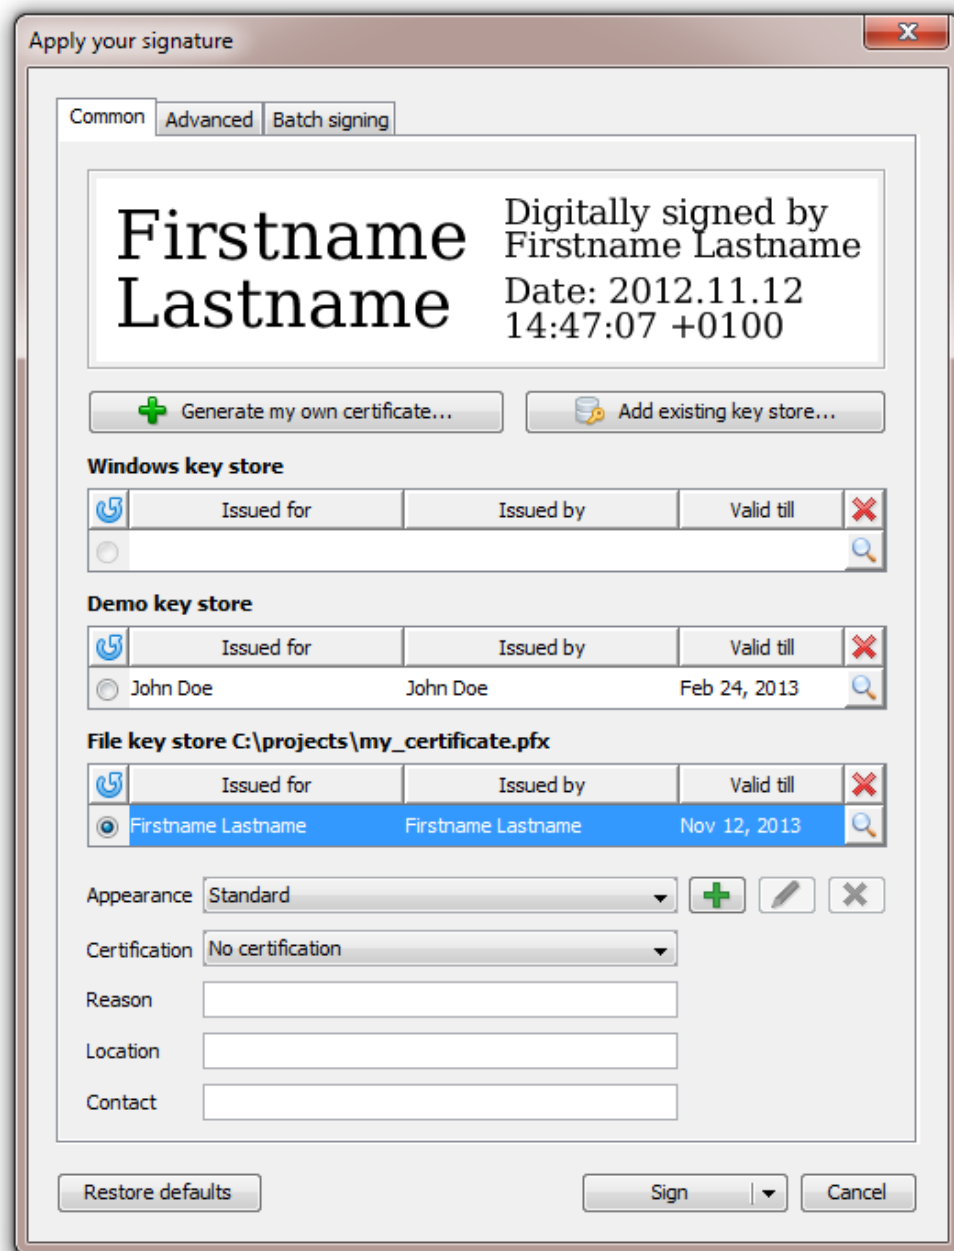 Apply your signature
Common Advanced Batch signing
Firstname
Lastname
Digitally signed by
Firstname Lastname
Date: 2012.11.12
14:47:07 +0100
Generate my own certificate... Add existing key store...
Windows key store
Issued for Issued by Valid till
Demo key store
Issued for Issued by Valid till
John Doe John Doe Feb 24, 2013
File key store C:\projects\my_certificate.pfx
Issued for Issued by Valid till
Firstname Lastname Firstname Lastname Nov 12, 2013
Appearance Standard
Certification No certification
Reason
Location
Contact
Restore defaults Sign Cancel